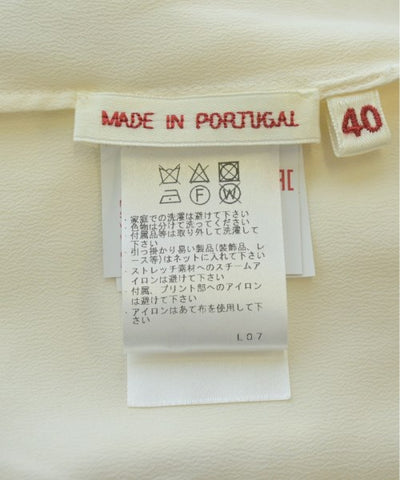 MADE IN PORTUGAL
40
・家庭での洗濯は避けて下さい
・色物は分けて洗ってください
・付属品等は取り外して洗濯して
下さい
・引っ掛かり易い製品(装飾品、レ
ース等)はネットに入れて下さい
・ストレッチ素材へのスチームア
イロンは避けて下さい
・付属、プリント部へのアイロン
は避けて下さい
・アイロンはあて布を使用して下
さい
L07